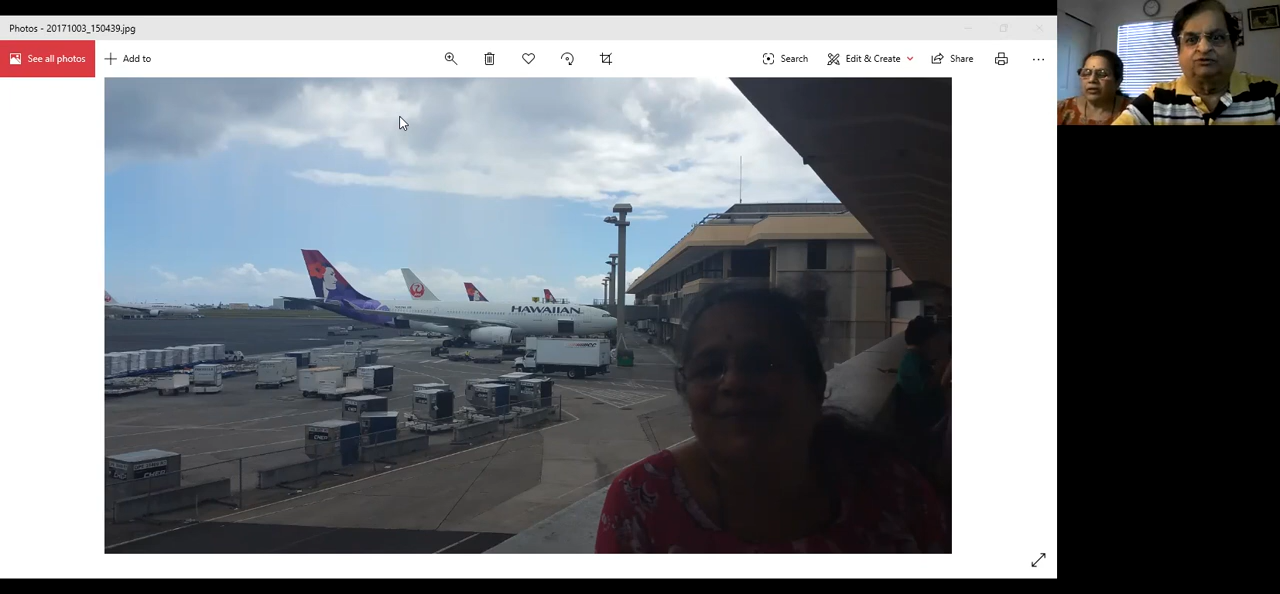 Photos - 20171003_150439.jpg
See all photos
Add to
Search
Edit & Create
Share
HAWAIIAN